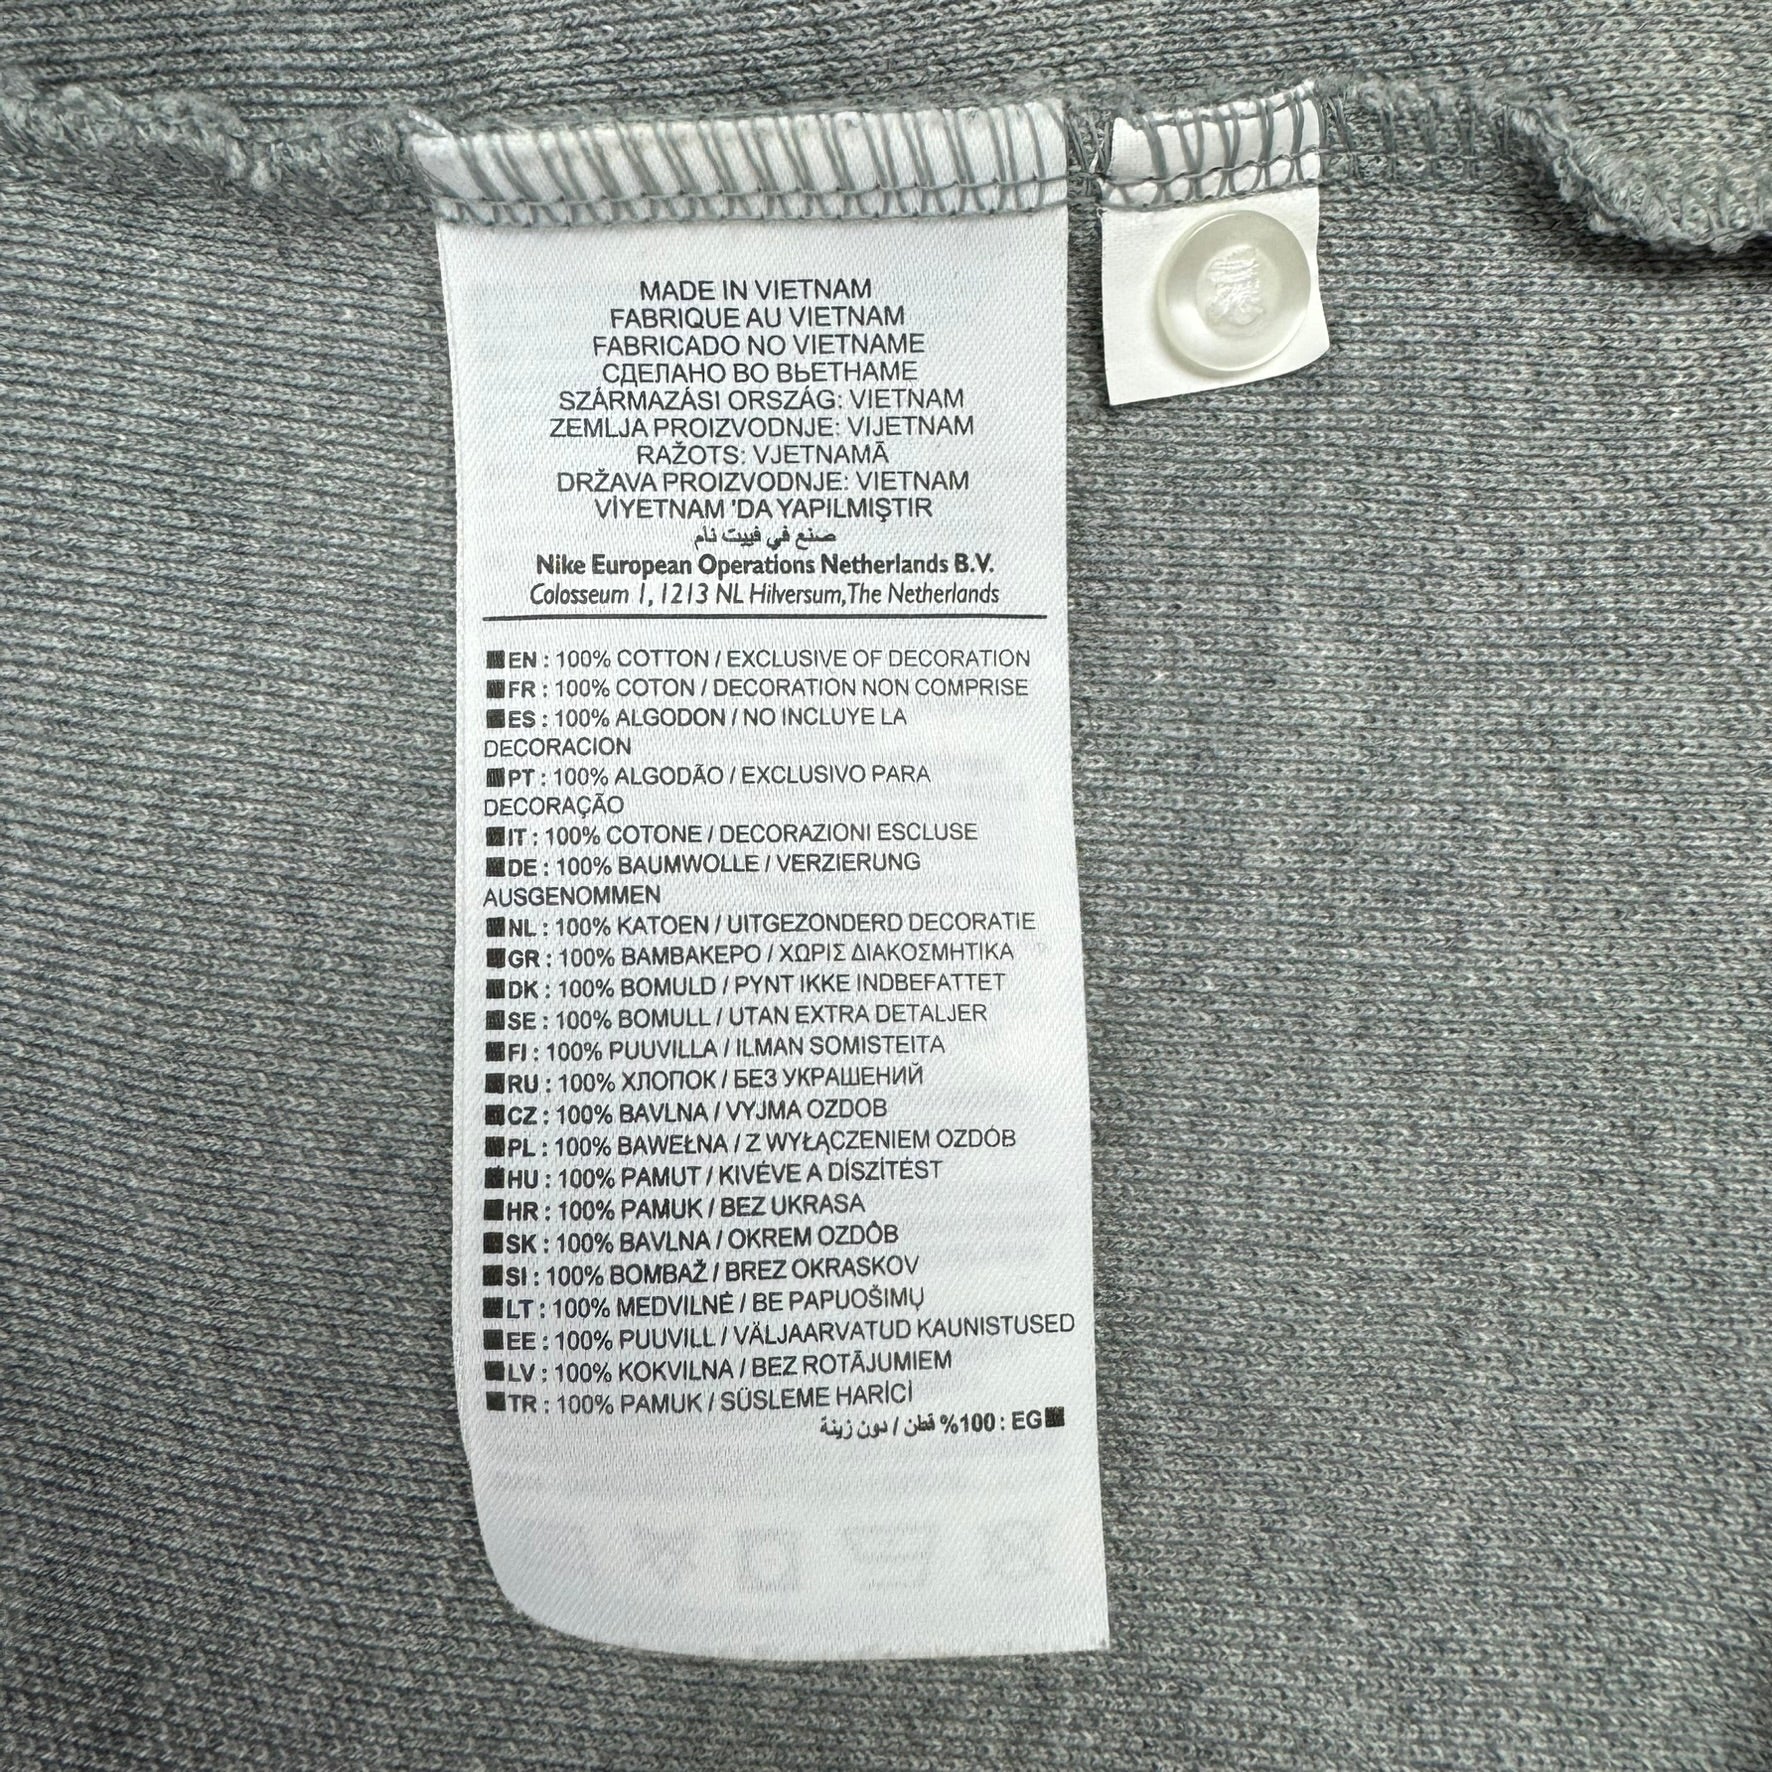 MADE IN VIETNAM
FABRIQUE AU VIETNAM
FABRICADO NO VIETNAME
СДЕЛАНО ВО ВЬЕТНАМЕ
SZÁRMAZÁSI ORSZÁG: VIETNAM
ZEMLJA PROIZVODNJE: VIJETNAM
RAŽOTS: VJETNAMĀ
DRŽAVA PROIZVODNJE: VIETNAM
VİYETNAM 'DA YAPILMIŞTIR
صنع في فييت نام
Nike European Operations Netherlands B.V.
Colosseum 1, 1213 NL Hilversum, The Netherlands
EN : 100% COTTON / EXCLUSIVE OF DECORATION
FR : 100% COTON / DECORATION NON COMPRISE
ES : 100% ALGODON / NO INCLUYE LA
DECORACION
PT : 100% ALGODÃO / EXCLUSIVO PARA
DECORAÇÃO
IT : 100% COTONE / DECORAZIONI ESCLUSE
DE : 100% BAUMWOLLE / VERZIERUNG
AUSGENOMMEN
NL : 100% KATOEN / UITGEZONDERD DECORATIE
GR : 100% ΒΑΜΒΑΚΕΡΟ / ΧΩΡΙΣ ΔΙΑΚΟΣΜΗΤΙΚΑ
DK : 100% BOMULD / PYNT IKKE INDBEFATTET
SE : 100% BOMULL / UTAN EXTRA DETALJER
FI : 100% PUUVILLA / ILMAN SOMISTEITA
RU : 100% ХЛОПОК / БЕЗ УКРАШЕНИЙ
CZ : 100% BAVLNA / VYJMA OZDOB
PL : 100% BAWEŁNA / Z WYŁĄCZENIEM OZDÓB
HU : 100% PAMUT / KIVÉVE A DÍSZÍTÉST
HR : 100% PAMUK / BEZ UKRASA
SK : 100% BAVLNA / OKREM OZDÔB
SI : 100% BOMBAŽ / BREZ OKRASKOV
LT : 100% MEDVILNĖ / BE PAPUOŠIMŲ
EE : 100% PUUVILL / VÄLJAARVATUD KAUNISTUSED
LV : 100% KOKVILNA / BEZ ROTĀJUMIEM
TR : 100% PAMUK / SÜSLEME HARİCİ
EG : 100% قطن / دون زينة